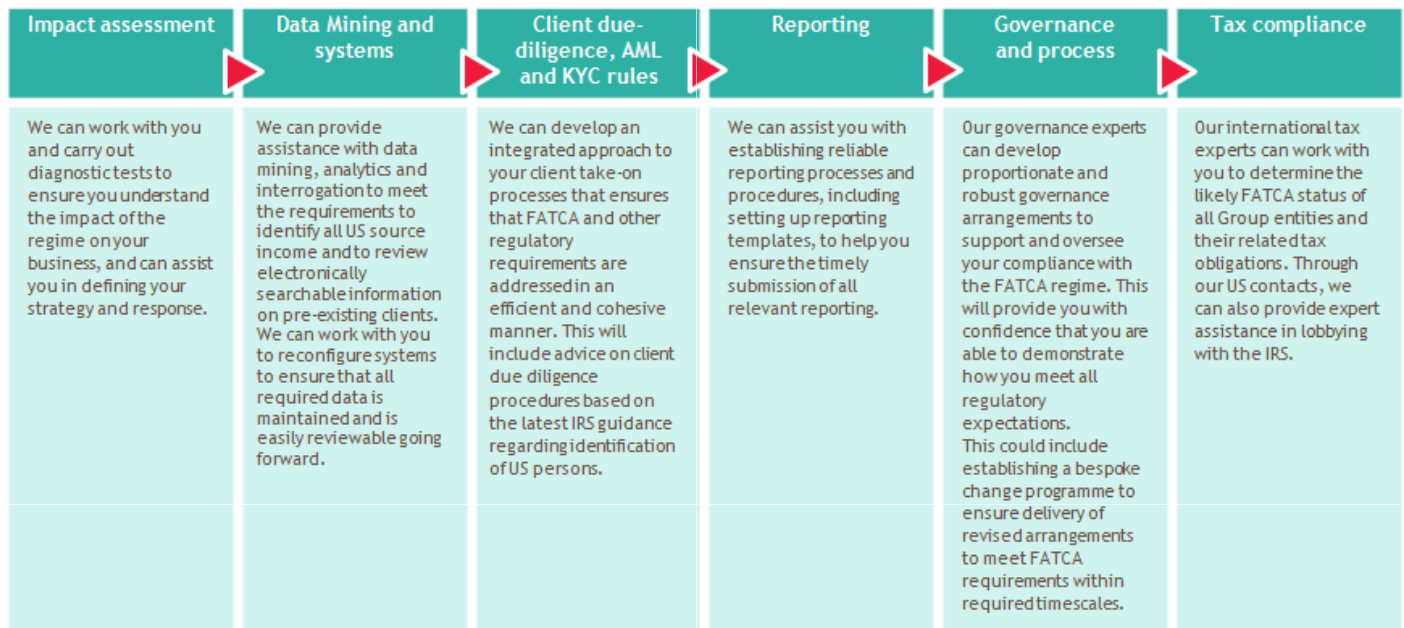 Impact assessment
We can work with you
and carry out
diagnostic tests to
ensure you understand
the impact of the
regime on your
business, and can assist
you in defining your
strategy and response.
Data Mining and
systems
We can provide
assistance with data
mining, analytics and
interrogation to meet
the requirements to
identify all US source
income and to review
electronically
searchable information
on pre-existing clients.
We can work with you
to reconfigure systems
to ensure that all
required data is
maintained and is
easily reviewable going
forward.
Client due-
diligence, AML
and KYC rules
We can develop an
integrated approach to
your client take-on
processes that ensures
that FATCA and other
regulatory
requirements are
addressed in an
efficient and cohesive
manner. This will
include advice on client
due diligence
procedures based on
the latest IRS guidance
regarding identification
of US persons.
Reporting
We can assist you with
establishing reliable
reporting processes and
procedures, including
setting up reporting
templates, to help you
ensure the timely
submission of all
relevant reporting.
Governance
and process
Our governance experts
can develop
proportionate and
robust governance
arrangements to
support and oversee
your compliance with
the FATCA regime. This
will provide you with
confidence that you are
able to demonstrate
how you meet all
regulatory
expectations.
This could include
establishing a bespoke
change programme to
ensure delivery of
revised arrangements
to meet FATCA
requirements within
required timescales.
Tax compliance
Our international tax
experts can work with
you to determine the
likely FATCA status of
all Group entities and
their related tax
obligations. Through
our US contacts, we
can also provide expert
assistance in lobbying
with the IRS.